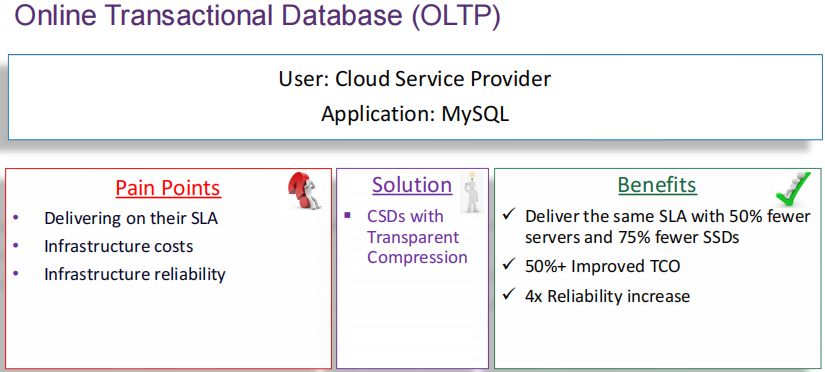 Online Transactional Database (OLTP)
User: Cloud Service Provider
Application: MySQL
Pain Points
• Delivering on their SLA
• Infrastructure costs
• Infrastructure reliability
Solution
▪ CSDs with
Transparent
Compression
Benefits
✓ Deliver the same SLA with 50% fewer
servers and 75% fewer SSDs
✓ 50%+ Improved TCO
✓ 4x Reliability increase